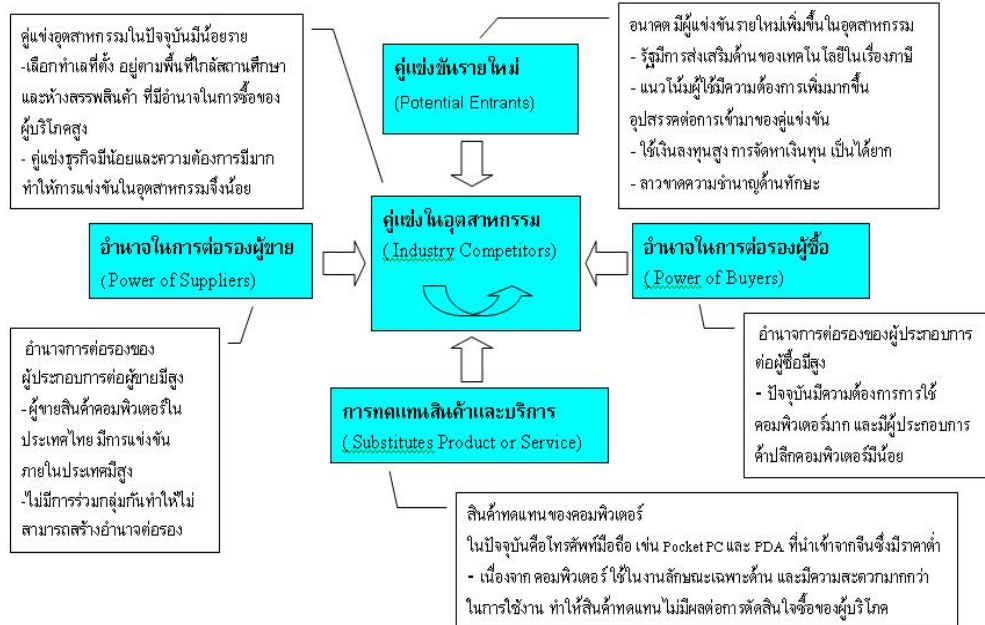 คู่แข่งอุตสาหกรรมในปัจจุบันมีน้อยราย
-เลือกทำเลที่ตั้ง อยู่ตามพื้นที่ใกล้สถานศึกษา
และห้างสรรพสินค้า ที่มีอำนาจในการซื้อของ
ผู้บริโภคสูง
- คู่แข่งธุรกิจมีน้อยและความต้องการมีมาก
ทำให้การแข่งขันในอุตสาหกรรมจึงน้อย
คู่แข่งขันรายใหม่
(Potential Entrants)
อนาคต มีผู้แข่งขันรายใหม่เพิ่มขึ้นในอุตสาหกรรม
- รัฐมีการส่งเสริมด้านของเทคโนโลยีในเรื่องภาษี
- แนวโน้มผู้ใช้มีความต้องการเพิ่มมากขึ้น
อุปสรรคต่อการเข้ามาของคู่แข่งขัน
- ใช้เงินลงทุนสูง การจัดหาเงินทุน เป็นได้ยาก
- ลาวขาดความชำนาญด้านทักษะ
อำนาจในการต่อรองผู้ขาย
(Power of Suppliers)
คู่แข่งในอุตสาหกรรม
( Industry Competitors)
อำนาจในการต่อรองผู้ซื้อ
( Power of Buyers)
อำนาจการต่อรองของ
ผู้ประกอบการต่อผู้ขายมีสูง
-ผู้ขายสินค้าคอมพิวเตอร์ใน
ประเทศไทย มีการแข่งขัน
ภายในประเทศมีสูง
-ไม่มีการร่วมกลุ่มกันทำให้ไม่
สามารถสร้างอำนาจต่อรอง
การทดแทนสินค้าและบริการ
( Substitutes Product or Service)
อำนาจการต่อรองของผู้ประกอบการ
ต่อผู้ซื้อมีสูง
- ปัจจุบันมีความต้องการการใช้
คอมพิวเตอร์มาก และมีผู้ประกอบการ
ค้าปลีกคอมพิวเตอร์มีน้อย
สินค้าทดแทนของคอมพิวเตอร์
ในปัจจุบันคือโทรศัพท์มือถือ เช่น Pocket PC และ PDA ที่นำเข้าจากจีนซึ่งมีราคาต่ำ
- เนื่องจาก คอมพิวเตอร์ ใช้ในงานลักษณะเฉพาะด้าน และมีความสะดวกมากกว่า
ในการใช้งาน ทำให้สินค้าทดแทน ไม่มีผลต่อการตัดสินใจซื้อของผู้บริโภค